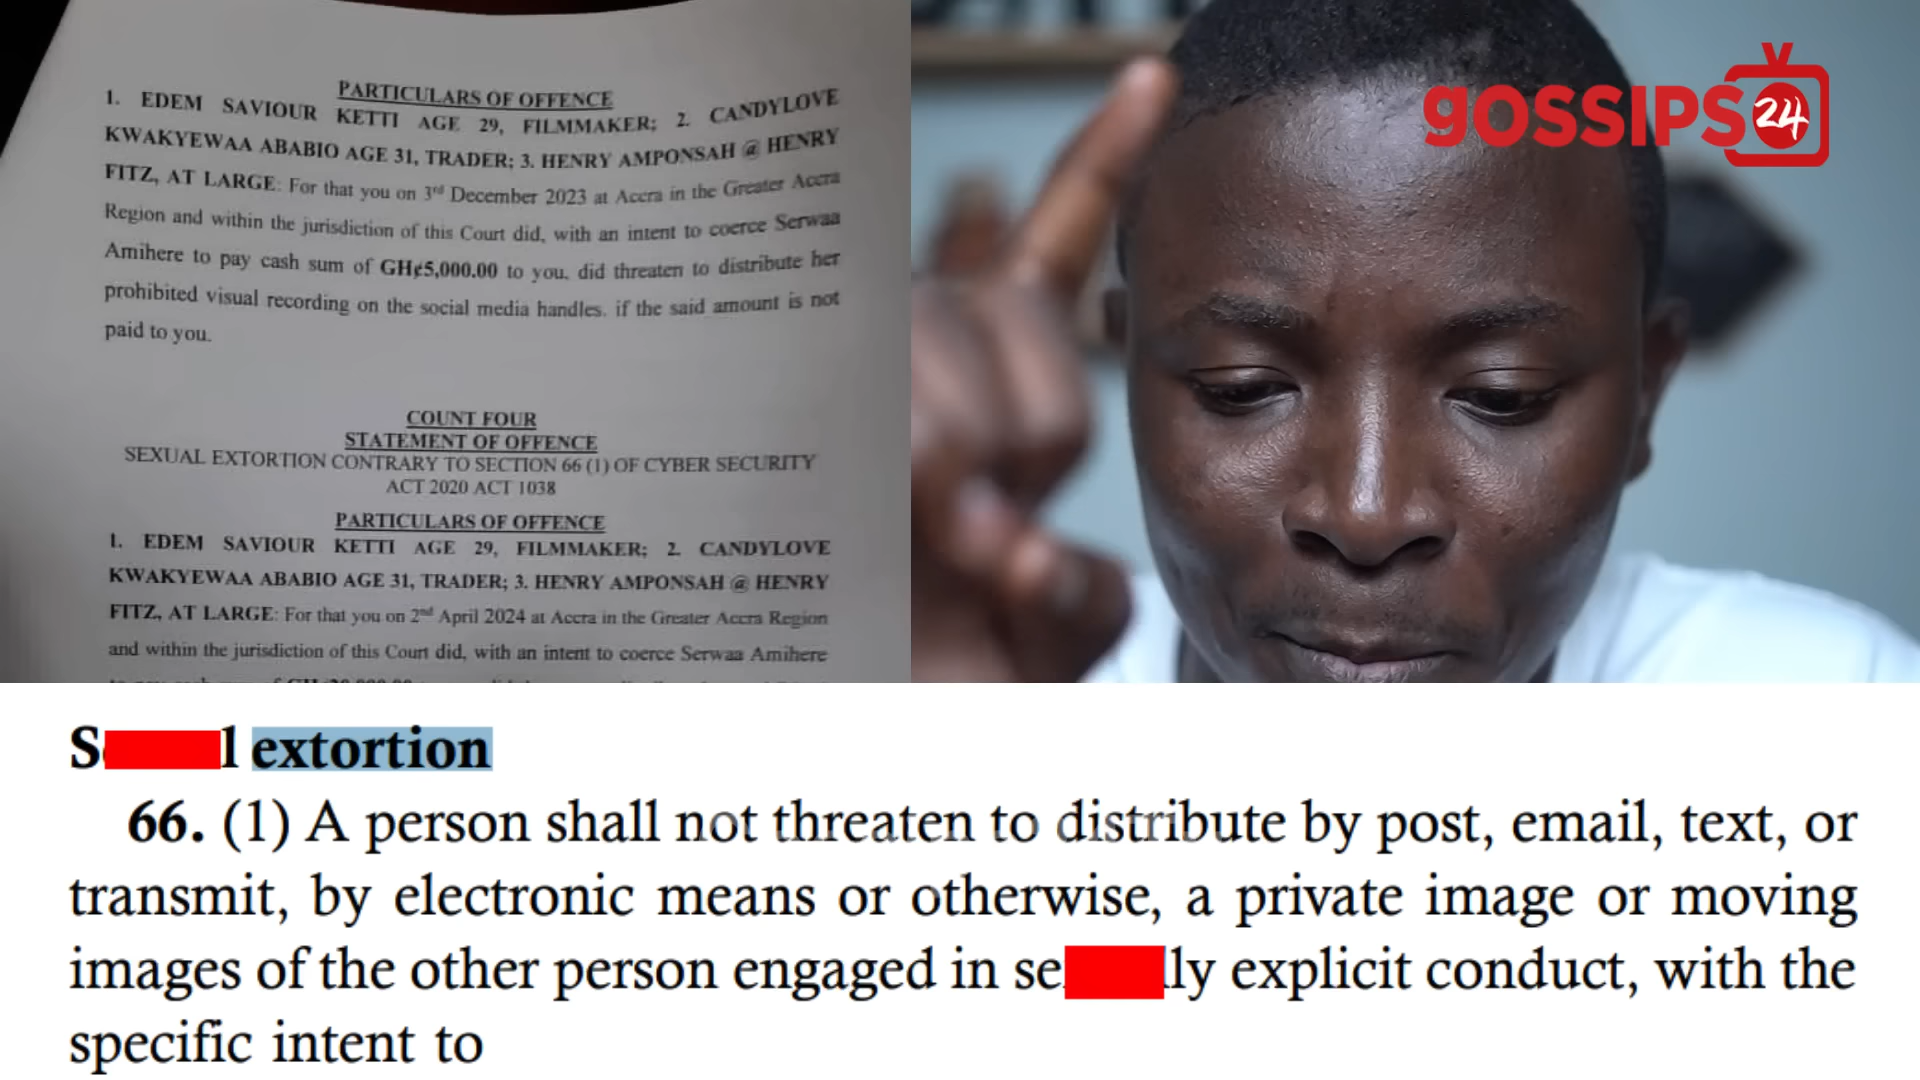 PARTICULARS OF OFFENCE
1. EDEM SAVIOUR KETTI AGE 29, FILMMAKER; 2. CANDYLOVE
KWAKYEWAA ABABIO AGE 31, TRADER; 3. HENRY AMPONSAH @ HENRY
FITZ, AT LARGE: For that you on 3rd December 2023 at Accra in the Greater Accra
Region and within the jurisdiction of this Court did, with an intent to coerce Serwaa
Amihere to pay cash sum of GH¢5,000.00 to you, did threaten to distribute her
prohibited visual recording on the social media handles, if the said amount is not
paid to you.
COUNT FOUR
STATEMENT OF OFFENCE
SEXUAL EXTORTION CONTRARY TO SECTION 66 (1) OF CYBER SECURITY
ACT 2020 ACT 1038
PARTICULARS OF OFFENCE
1. EDEM SAVIOUR KETTI AGE 29, FILMMAKER; 2. CANDYLOVE
KWAKYEWAA ABABIO AGE 31, TRADER; 3. HENRY AMPONSAH @ HENRY
FITZ, AT LARGE: For that you on 2nd April 2024 at Accra in the Greater Accra Region
and within the jurisdiction of this Court did, with an intent to coerce Serwaa Amihere
gOSSIPS 24
S l extortion
66. (1) A person shall not threaten to distribute by post, email, text, or
transmit, by electronic means or otherwise, a private image or moving
images of the other person engaged in se ly explicit conduct, with the
specific intent to